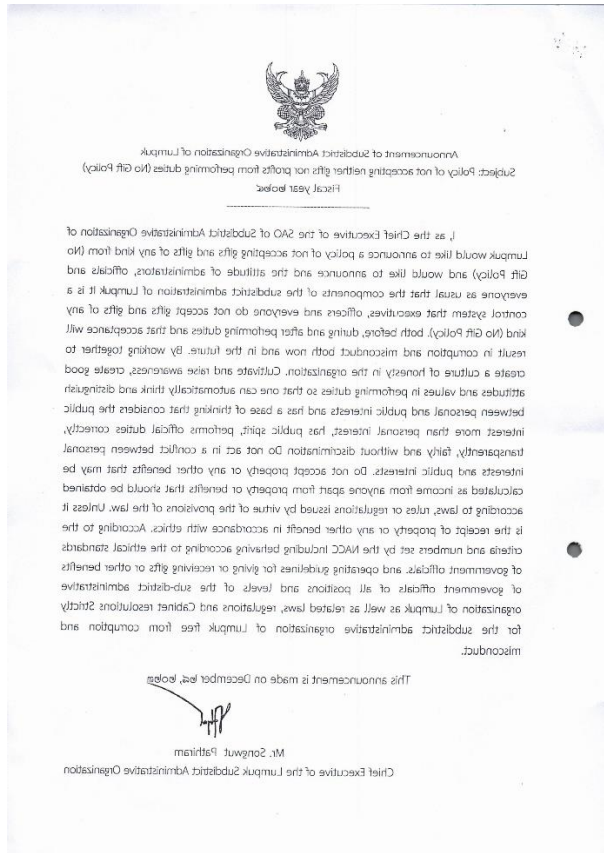 Announcement of Subdistrict Administrative Organization of Lumpuk
Subject: Policy of not accepting neither gifts nor profits from performing duties (No Gift Policy)
Fiscal year ๒๐๒๔
I, as the Chief Executive of the SAO of Subdistrict Administrative Organization of
Lumpuk would like to announce a policy of not accepting gifts and gifts of any kind from (No
Gift Policy) and would like to announce and the attitude of administrators, officials and
everyone as usual that the components of the subdistrict administration of Lumpuk it is a
control system that executives, officers and everyone do not accept gifts and gifts of any
kind (No Gift Policy). both before, during and after performing duties and that acceptance will
result in corruption and misconduct both now and in the future. By working together to
create a culture of honesty in the organization. Cultivate and raise awareness, create good
attitudes and values in performing duties so that one can automatically think and distinguish
between personal and public interests and has a base of thinking that considers the public
interest more than personal interest, has public spirit, performs official duties correctly,
transparently, fairly and without discrimination Do not act in a conflict between personal
interests and public interests. Do not accept property or any other benefits that may be
calculated as income from anyone apart from property or benefits that should be obtained
according to laws, rules or regulations issued by virtue of the provisions of the law. Unless it
is the receipt of property or any other benefit in accordance with ethics. According to the
criteria and numbers set by the NACC Including behaving according to the ethical standards
of government officials. and operating guidelines for giving or receiving gifts or other benefits
of government officials of all positions and levels of the sub-district administrative
organization of Lumpuk as well as related laws, regulations and Cabinet resolutions Strictly
for the subdistrict administrative organization of Lumpuk free from corruption and
misconduct.
This announcement is made on December ๒๐๒๓
Mr. Songwut Pathiram
Chief Executive of the Lumpuk Subdistrict Administrative Organization